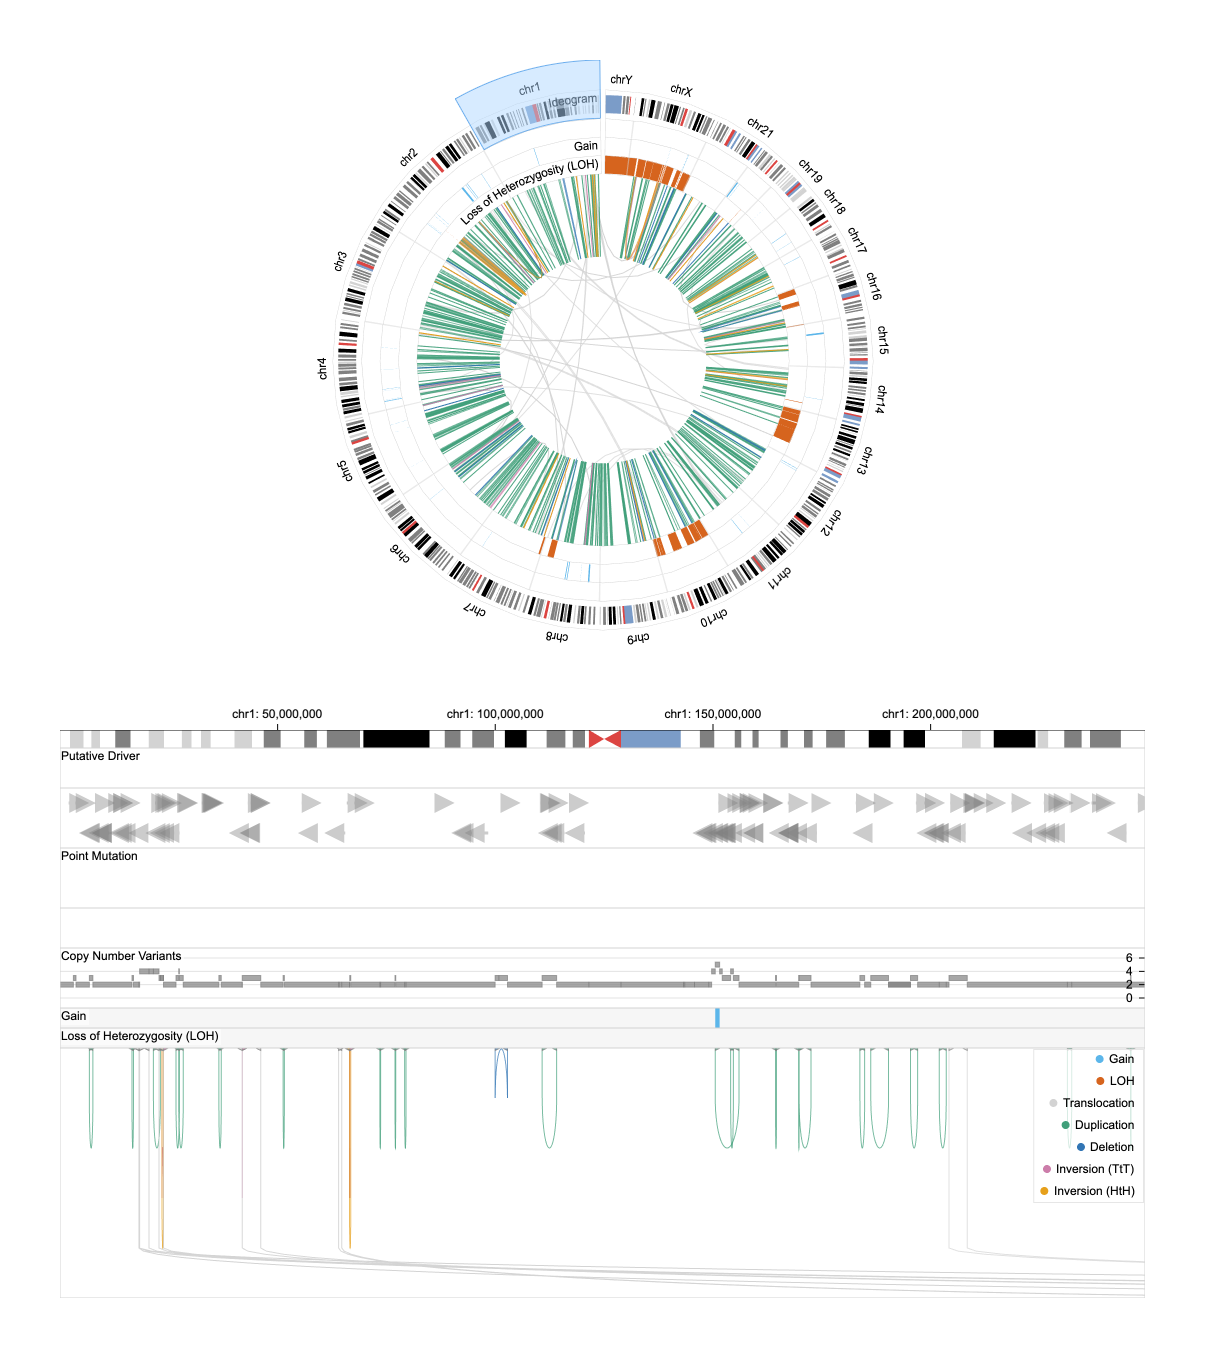 chr1
Ideogram
Gain
Loss of Heterozygosity (LOH)
chrY
chrX
chr21
chr19
chr18
chr17
chr16
chr15
chr14
chr13
chr12
chr11
chr10
chr9
chr8
chr7
chr6
chr5
chr4
chr3
chr2
chr1: 50,000,000
chr1: 100,000,000
chr1: 150,000,000
chr1: 200,000,000
Putative Driver
Point Mutation
Copy Number Variants
6
4
2
0
Gain
Loss of Heterozygosity (LOH)
Gain
LOH
Translocation
Duplication
Deletion
Inversion (TtT)
Inversion (HtH)